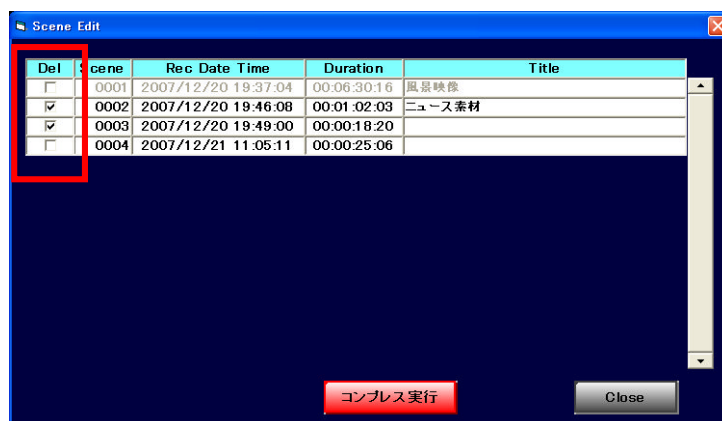 Scene Edit
Del Scene Rec Date Time Duration Title
0001 2007/12/20 19:37:04 00:06:30:16 風景映像
0002 2007/12/20 19:46:08 00:01:02:03 ニュース素材
0003 2007/12/20 19:49:00 00:00:18:20
0004 2007/12/21 11:05:11 00:00:25:06
コンプレス実行 Close